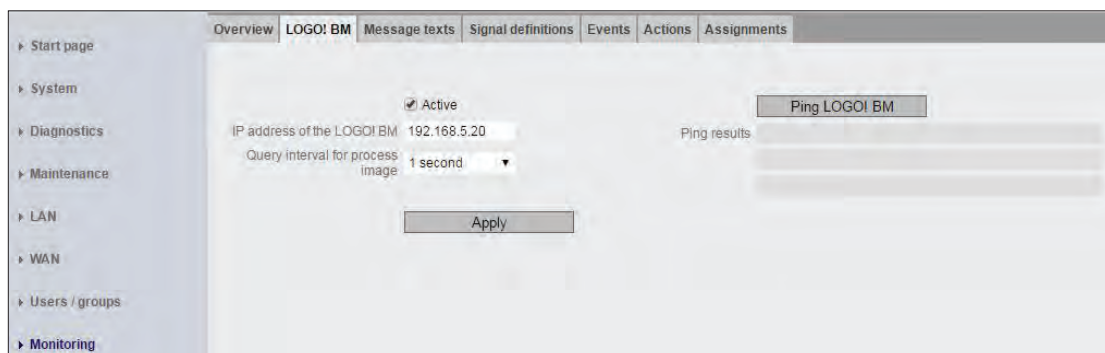 Overview LOGO! BM Message texts Signal definitions Events Actions Assignments
Start page
System
Diagnostics
Maintenance
LAN
WAN
Users / groups
Monitoring
Active
IP address of the LOGO! BM 192.168.5.20
Query interval for process
image 1 second
Apply
Ping LOGO! BM
Ping results